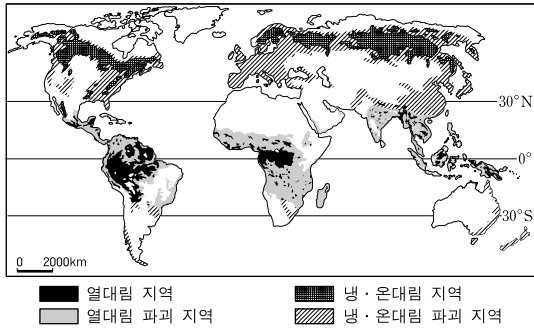 30°N
0°
30°S
0 2000km
열대림 지역 냉·온대림 지역
열대림 파괴 지역 냉·온대림 파괴 지역